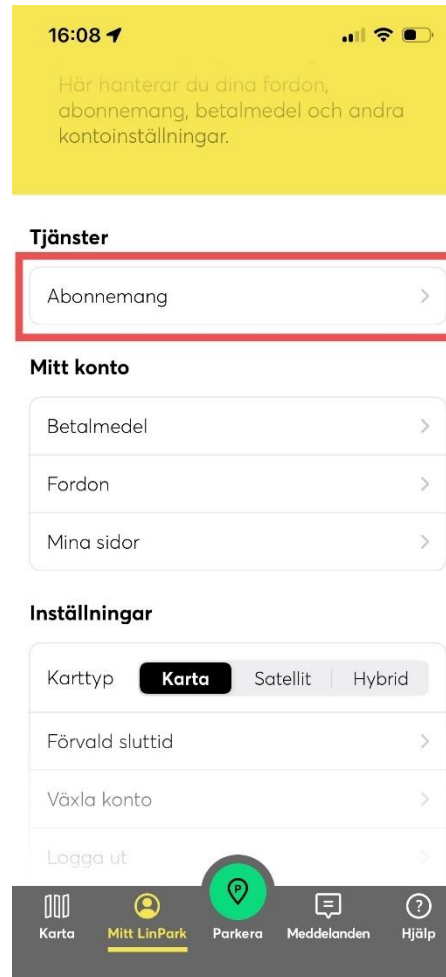 16:08
Här hanterar du dina fordon,
abonnemang, betalmedel och andra
kontoinställningar.
Tjänster
Abonnemang
Mitt konto
Betalmedel
Fordon
Mina sidor
Inställningar
Karttyp Karta Satellit Hybrid
Förvald sluttid
Växla konto
Logga ut
P
Karta Mitt LinPark Parkera Meddelanden Hjälp